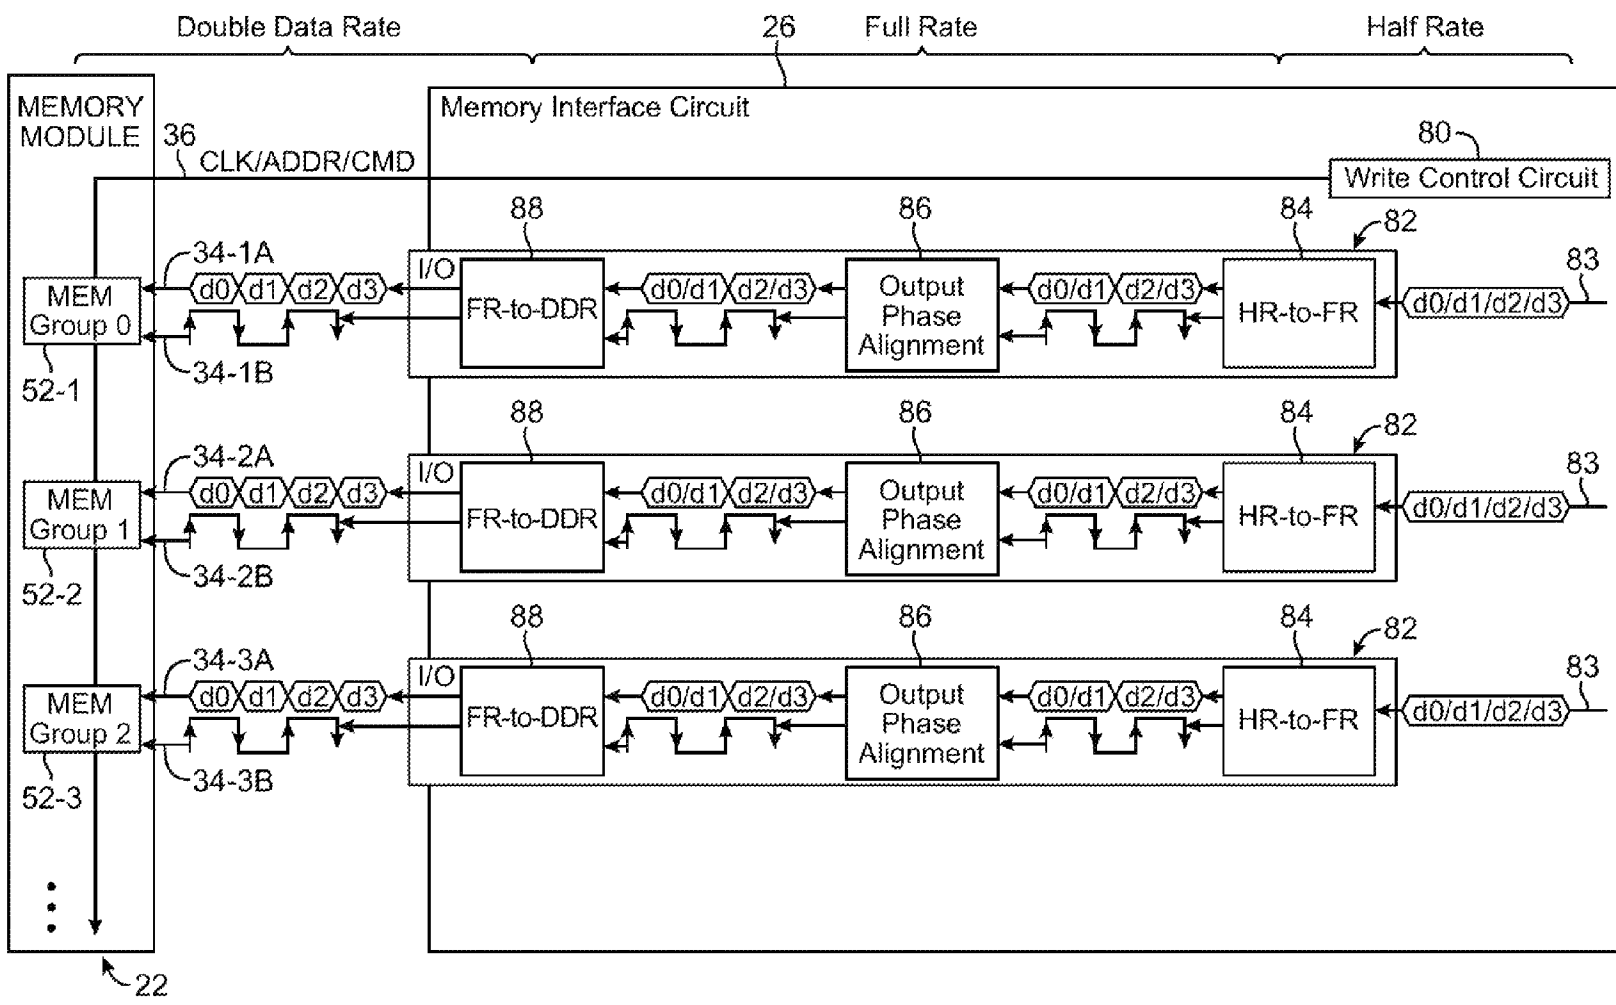 Double Data Rate
26
Full Rate
Half Rate
MEMORY
MODULE
Memory Interface Circuit
36
CLK/ADDR/CMD
80
Write Control Circuit
88
86
84
82
34-1A
I/O
83
MEM
Group 0
d0 d1 d2 d3
FR-to-DDR
d0/d1 d2/d3
Output
Phase
Alignment
d0/d1 d2/d3
HR-to-FR
d0/d1/d2/d3
52-1
34-1B
88
86
84
82
34-2A
I/O
83
MEM
Group 1
d0 d1 d2 d3
FR-to-DDR
d0/d1 d2/d3
Output
Phase
Alignment
d0/d1 d2/d3
HR-to-FR
d0/d1/d2/d3
52-2
34-2B
88
86
84
82
34-3A
I/O
83
MEM
Group 2
d0 d1 d2 d3
FR-to-DDR
d0/d1 d2/d3
Output
Phase
Alignment
d0/d1 d2/d3
HR-to-FR
d0/d1/d2/d3
52-3
34-3B
22